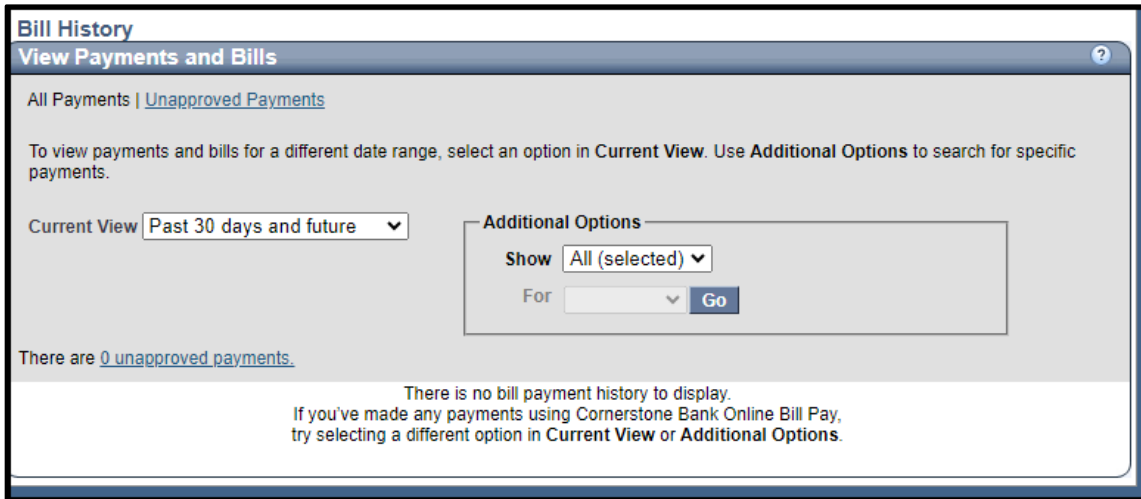 Bill History
View Payments and Bills ?
All Payments | Unapproved Payments
To view payments and bills for a different date range, select an option in Current View. Use Additional Options to search for specific
payments.
Current View Past 30 days and future
Additional Options
Show All (selected)
For Go
There are 0 unapproved payments.
There is no bill payment history to display.
If you've made any payments using Cornerstone Bank Online Bill Pay,
try selecting a different option in Current View or Additional Options.